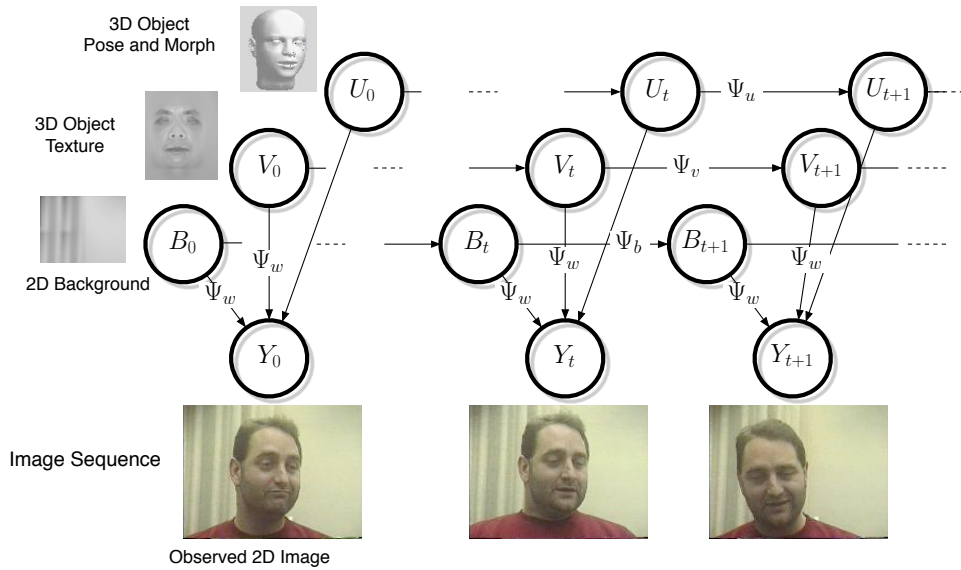 3D Object
Pose and Morph
U_0
U_t
Ψ_u
U_{t+1}
3D Object
Texture
V_0
V_t
Ψ_v
V_{t+1}
B_0
Ψ_w
B_t
Ψ_w
Ψ_b
B_{t+1}
Ψ_w
2D Background
Ψ_w
Ψ_w
Ψ_w
Y_0
Y_t
Y_{t+1}
Image Sequence
Observed 2D Image